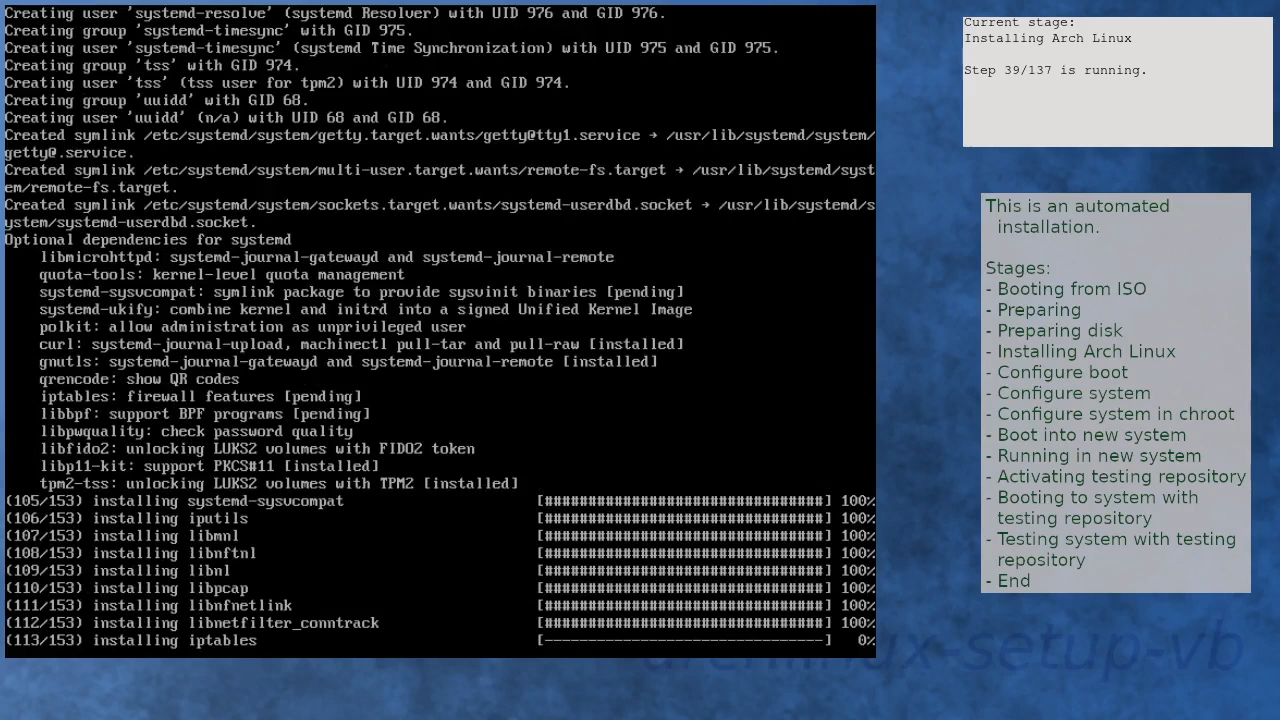 Creating user 'systemd-resolve' (systemd Resolver) with UID 976 and GID 976.
Creating group 'systemd-timesync' with GID 975.
Creating user 'systemd-timesync' (systemd Time Synchronization) with UID 975 and GID 975.
Creating group 'tss' with GID 974.
Creating user 'tss' (tss user for tpm2) with UID 974 and GID 974.
Creating group 'uuidd' with GID 68.
Creating user 'uuidd' (n/a) with UID 68 and GID 68.
Created symlink /etc/systemd/system/getty.target.wants/getty@tty1.service → /usr/lib/systemd/system/
getty@.service.
Created symlink /etc/systemd/system/multi-user.target.wants/remote-fs.target → /usr/lib/systemd/syst
em/remote-fs.target.
Created symlink /etc/systemd/system/sockets.target.wants/systemd-userdbd.socket → /usr/lib/systemd/s
ystem/systemd-userdbd.socket.
Optional dependencies for systemd
    libmicrohttpd: systemd-journal-gatewayd and systemd-journal-remote
    quota-tools: kernel-level quota management
    systemd-sysvcompat: symlink package to provide sysvinit binaries [pending]
    systemd-ukify: combine kernel and initrd into a signed Unified Kernel Image
    polkit: allow administration as unprivileged user
    curl: systemd-journal-upload, machinectl pull-tar and pull-raw [installed]
    gnutls: systemd-journal-gatewayd and systemd-journal-remote [installed]
    qrencode: show QR codes
    iptables: firewall features [pending]
    libbpf: support BPF programs [pending]
    libpwquality: check password quality
    libfido2: unlocking LUKS2 volumes with FIDO2 token
    libp11-kit: support PKCS#11 [installed]
    tpm2-tss: unlocking LUKS2 volumes with TPM2 [installed]
(105/153) installing systemd-sysvcompat [################################] 100%
(106/153) installing iputils [################################] 100%
(107/153) installing libmnl [################################] 100%
(108/153) installing libnftnl [################################] 100%
(109/153) installing libnl [################################] 100%
(110/153) installing libpcap [################################] 100%
(111/153) installing libnfnetlink [################################] 100%
(112/153) installing libnetfilter_conntrack [################################] 100%
(113/153) installing iptables [--------------------------------] 0%
Current stage:
Installing Arch Linux
Step 39/137 is running.
This is an automated
installation.
Stages:
- Booting from ISO
- Preparing
- Preparing disk
- Installing Arch Linux
- Configure boot
- Configure system
- Configure system in chroot
- Boot into new system
- Running in new system
- Activating testing repository
- Booting to system with
testing repository
- Testing system with testing
repository
- End
archlinux-setup-vb